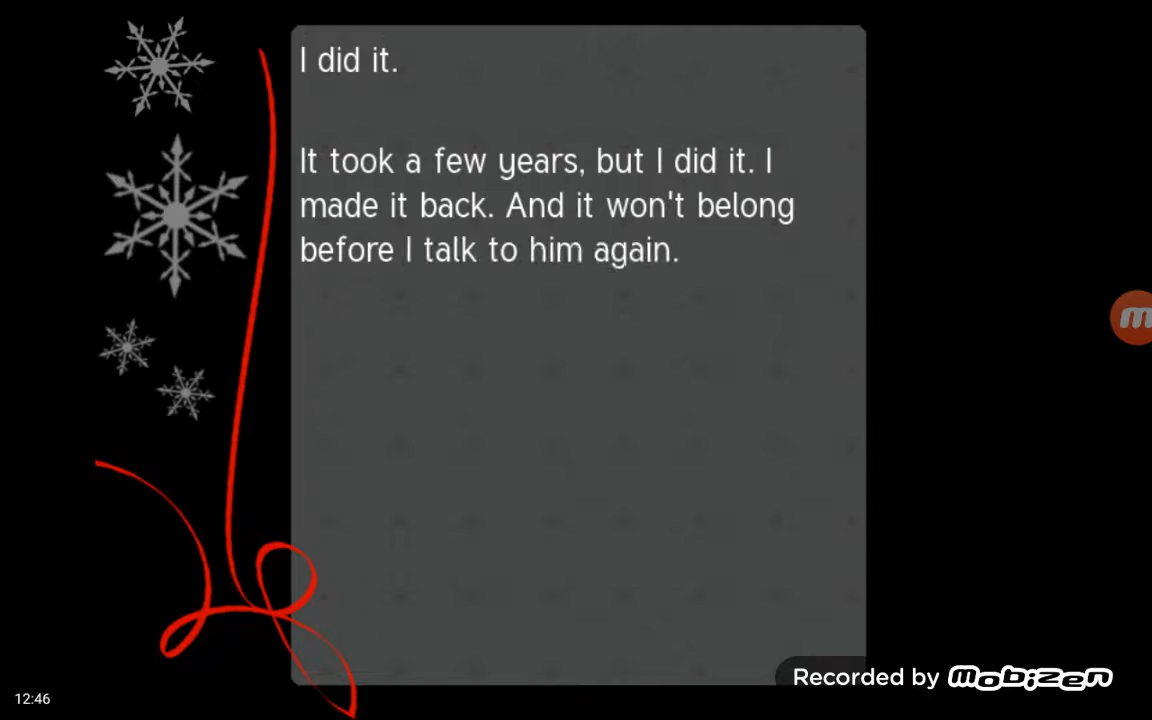 I did it.
It took a few years, but I did it. I
made it back. And it won't belong
before I talk to him again.
Recorded by mobizen
12:46